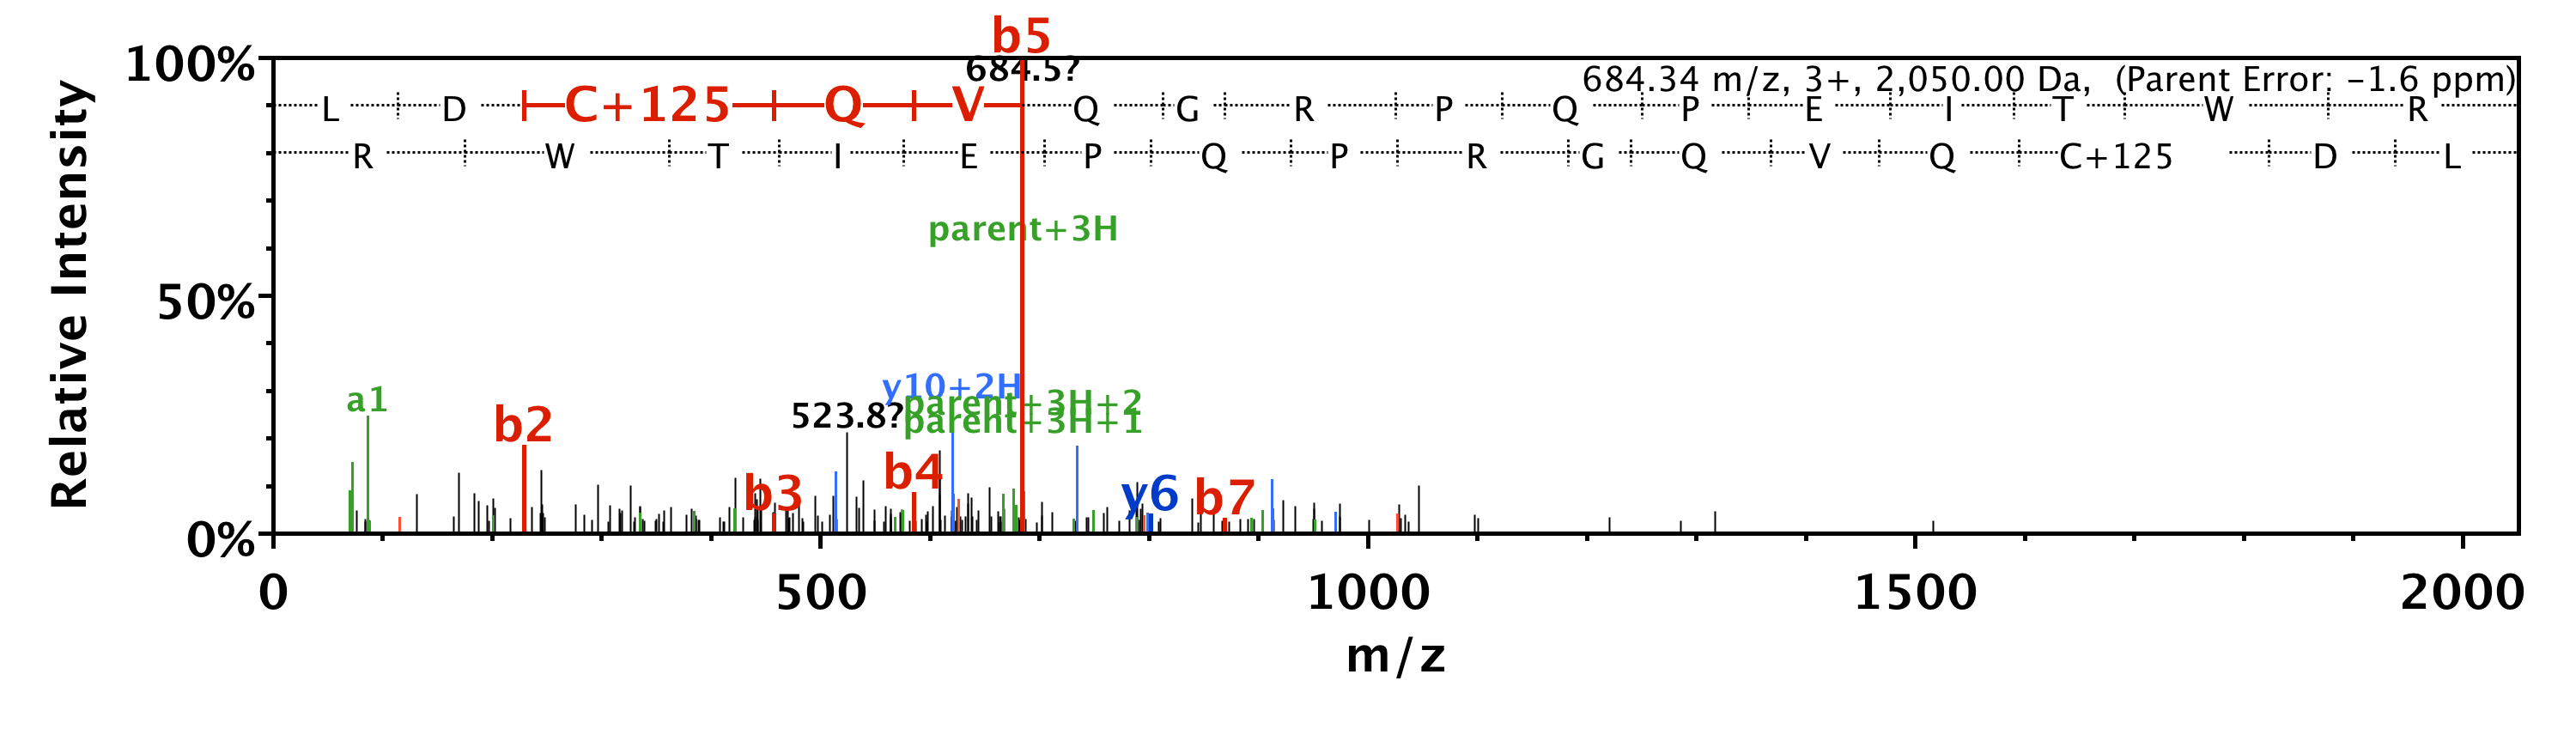 b5
684.5?
100%
684.34 m/z, 3+, 2,050.00 Da, (Parent Error: −1.6 ppm)
L D C+125 Q V Q G R P Q P E I T W R
R W T I E P Q P R G Q V Q C+125 D L
parent+3H
50%
y10+2H
a1
parent+3H+2
523.8?
parent+3H+1
b2
b4
b3
y6
b7
0%
0 500 1000 1500 2000
m/z
Relative Intensity